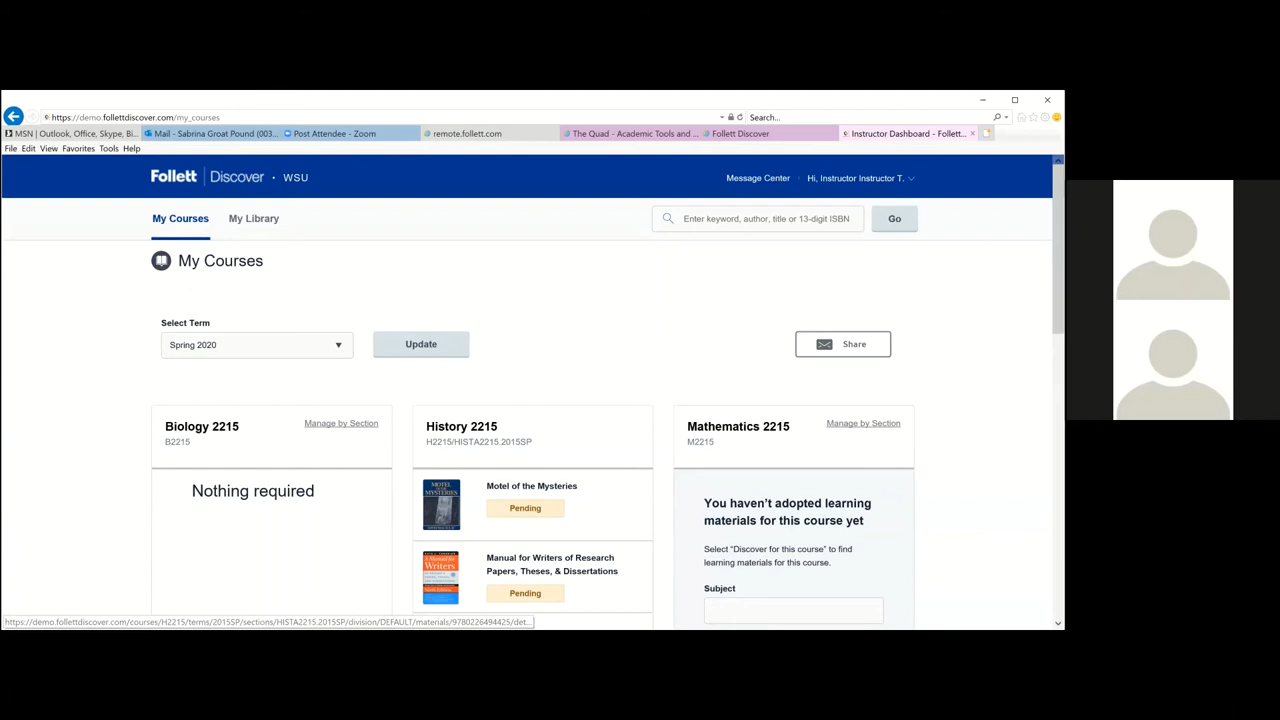 https://demo.follettdiscover.com/my_courses
Search...
MSN | Outlook, Office, Skype, Bi...
Mail - Sabrina Groat Pound (003...
Post Attendee - Zoom
remote.follett.com
The Quad - Academic Tools and ...
Follett Discover
Instructor Dashboard - Follett...
File Edit View Favorites Tools Help
Follett | Discover • WSU
Message Center
Hi, Instructor Instructor T.
My Courses
My Library
Enter keyword, author, title or 13-digit ISBN
Go
My Courses
Select Term
Spring 2020
Update
Share
Biology 2215
Manage by Section
B2215
Nothing required
History 2215
H2215/HISTA2215.2015SP
MOTEL OF THE MYSTERIES
Motel of the Mysteries
Pending
A Manual for Writers
Manual for Writers of Research
Papers, Theses, & Dissertations
Pending
Mathematics 2215
Manage by Section
M2215
You haven't adopted learning
materials for this course yet
Select "Discover for this course" to find
learning materials for this course.
Subject
https://demo.follettdiscover.com/courses/H2215/terms/2015SP/sections/HISTA2215.2015SP/division/DEFAULT/materials/9780226494425/det...